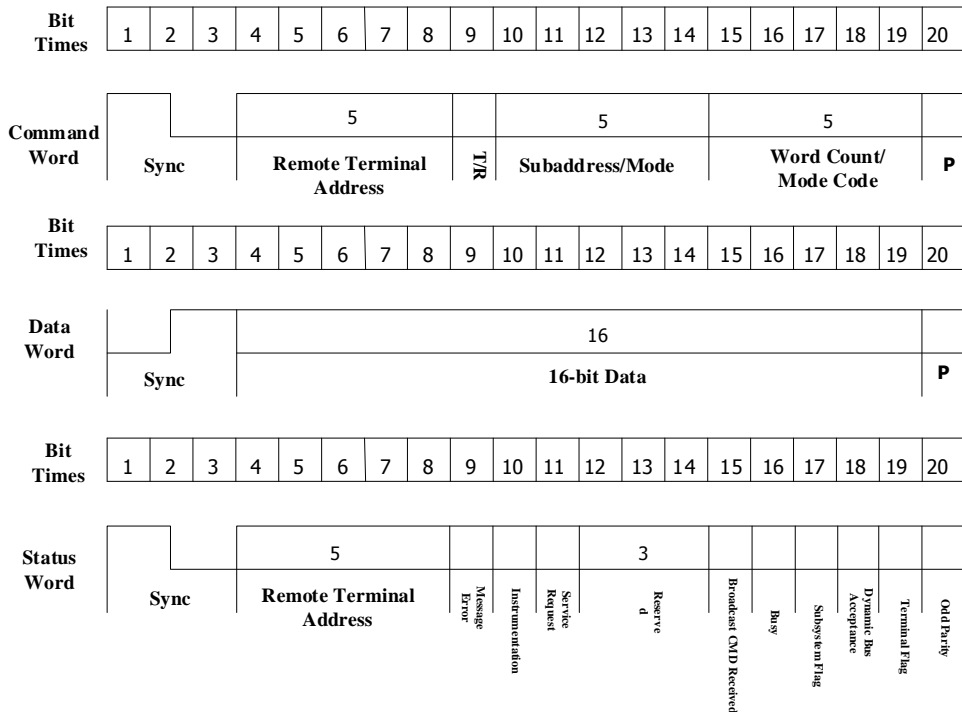 Bit
Times
1 2 3 4 5 6 7 8 9 10 11 12 13 14 15 16 17 18 19 20
Command
Word
5 5 5
Sync
Remote Terminal
Address
T/R
Subaddress/Mode
Word Count/
Mode Code
P
Bit
Times
1 2 3 4 5 6 7 8 9 10 11 12 13 14 15 16 17 18 19 20
Data
Word
16
Sync
16-bit Data
P
Bit
Times
1 2 3 4 5 6 7 8 9 10 11 12 13 14 15 16 17 18 19 20
Status
Word
5 3
Sync
Remote Terminal
Address
Message
Error
Instrumentation
Service
Request
Reserve
d
Broadcast CMD Received
Busy
Subsystem Flag
Dynamic Bus
Acceptance
Terminal Flag
Odd Parity